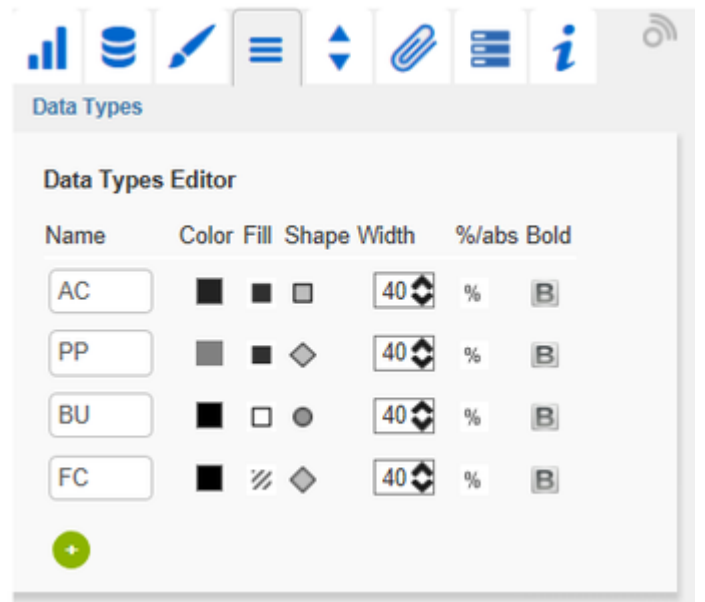 Data Types
Data Types Editor
Name Color Fill Shape Width %/abs Bold
AC 40 % B
PP 40 % B
BU 40 % B
FC 40 % B